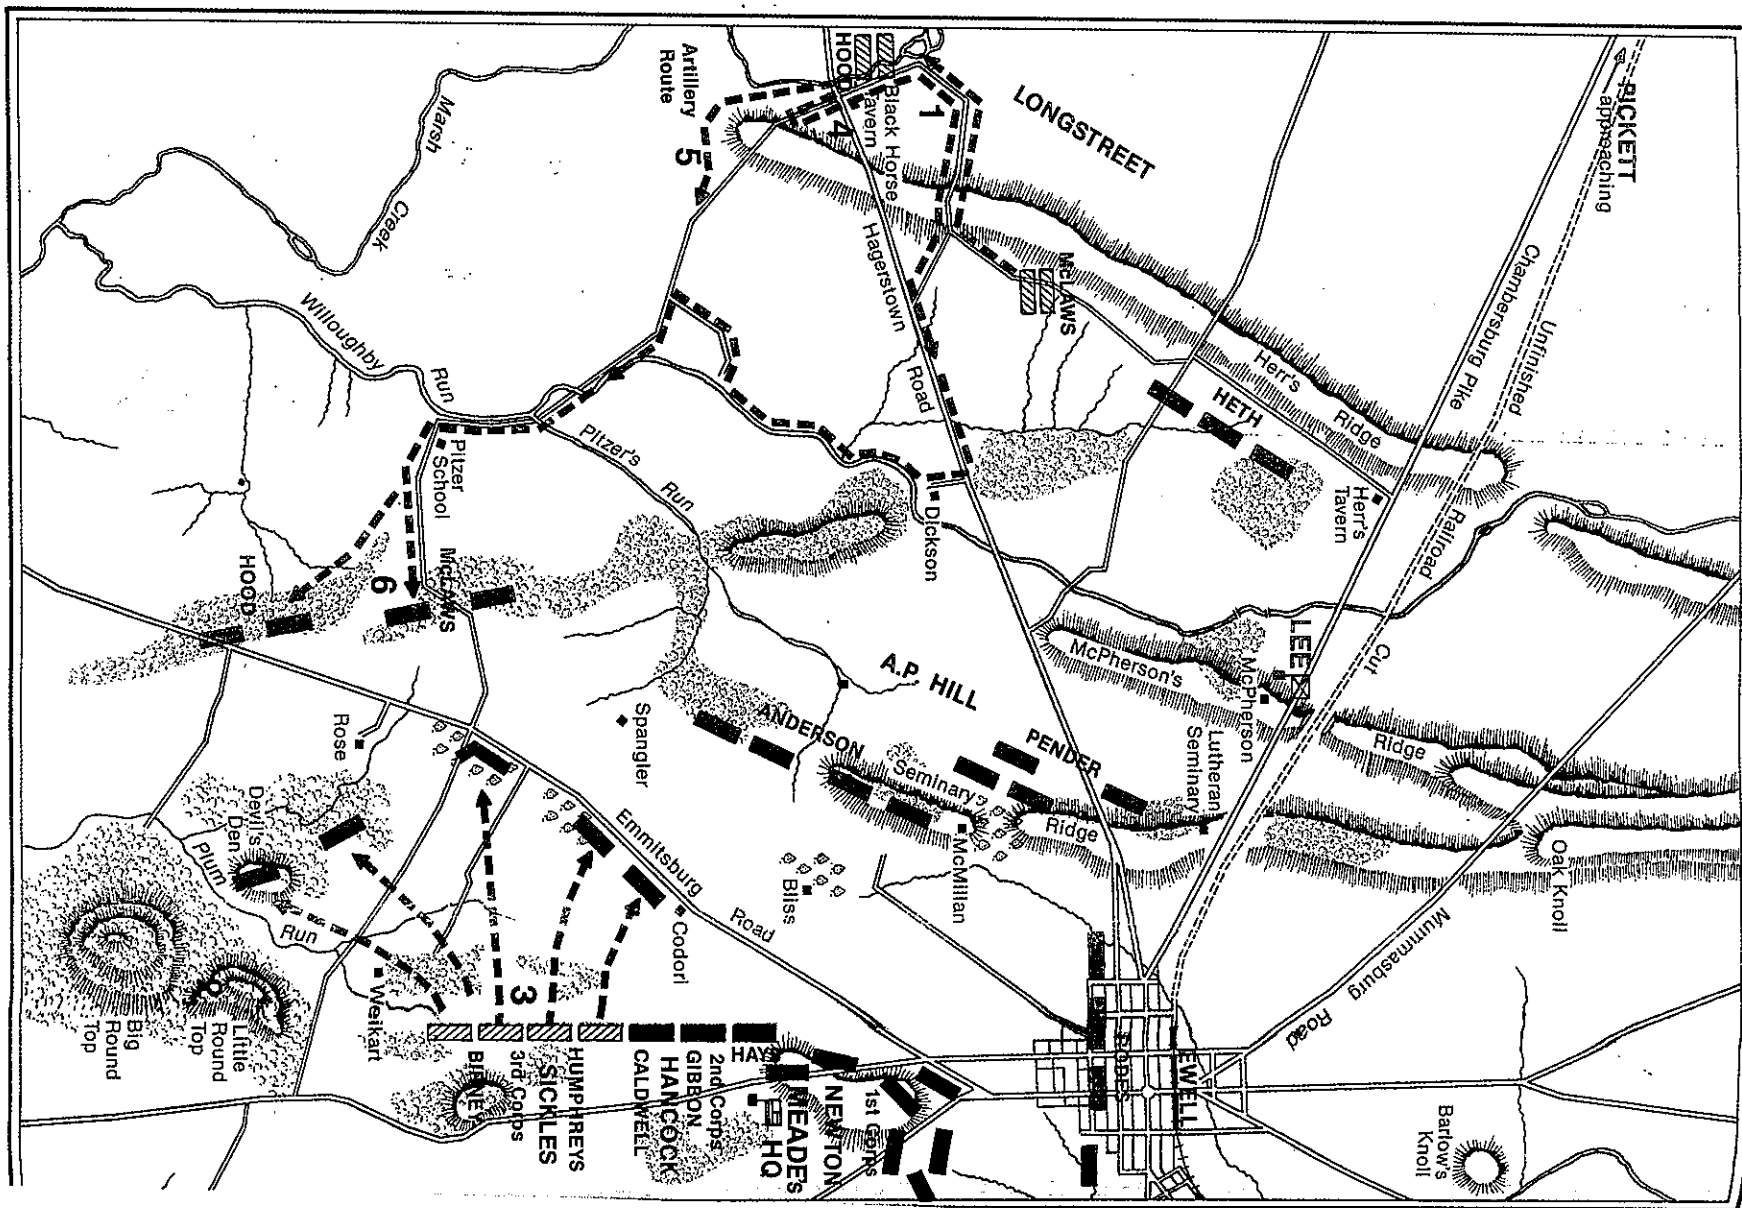 PICKETT
approaching
LONGSTREET
HOOD
Black Horse
Tavern
Artillery
Route
1
4
5
Marsh
Creek
Willoughby
Run
Hagerstown
Road
McLAWS
HETH
Herr's
Ridge
Herr's
Tavern
Chambersburg Pike
Unfinished
Railroad
Cut
Pitzer's
Run
Pitzer
School
Dickson
McLAWS
6
HOOD
LEE
McPherson
McPherson's
Ridge
A.P. HILL
ANDERSON
PENDER
Lutheran
Seminary
Seminary
Ridge
Oak Knoll
Mummasburg
Road
McMillan
Bliss
Spangler
Rose
Emmitsburg
Road
Codori
Devil's
Den
Plum
Run
Weikart
3
Big
Round
Top
Little
Round
Top
BIRNEY
3rd Corps
SICKLES
HUMPHREYS
CALDWELL
HANCOCK
GIBBON
2nd Corps
HAYS
MEADE's
HQ
NEWTON
1st Corps
RODES
EWELL
Barlow's
Knoll